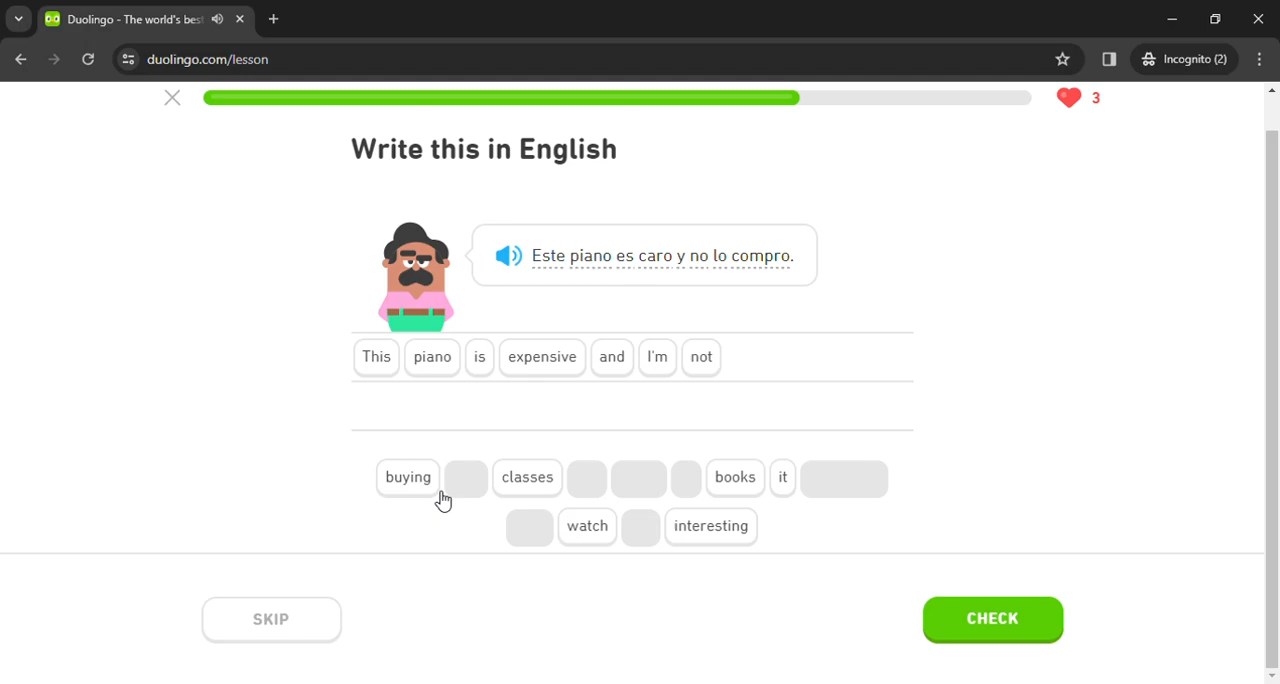 Duolingo - The world's bes
duolingo.com/lesson
Incognito (2)
3
Write this in English
Este piano es caro y no lo compro.
This piano is expensive and I'm not
buying classes books it
watch interesting
SKIP
CHECK